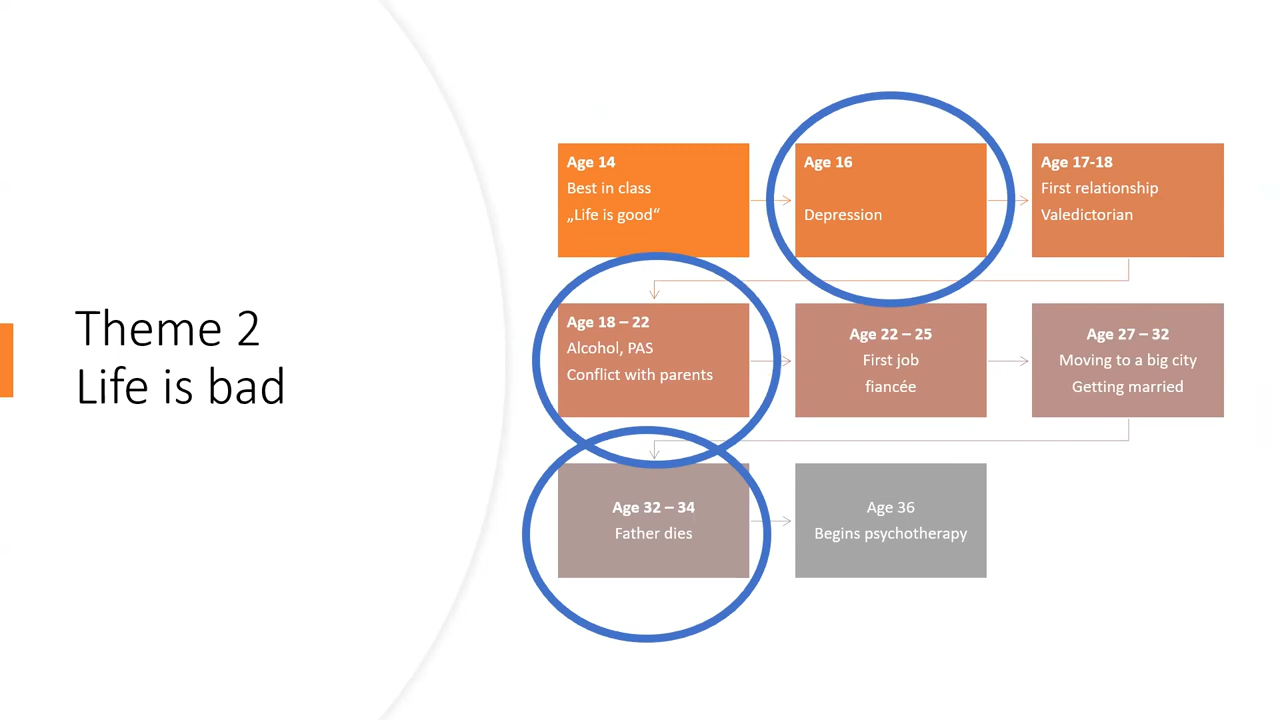 Theme 2
Life is bad
Age 14
Best in class
„Life is good“
Age 16
Depression
Age 17-18
First relationship
Valedictorian
Age 18 – 22
Alcohol, PAS
Conflict with parents
Age 22 – 25
First job
fiancée
Age 27 – 32
Moving to a big city
Getting married
Age 32 – 34
Father dies
Age 36
Begins psychotherapy